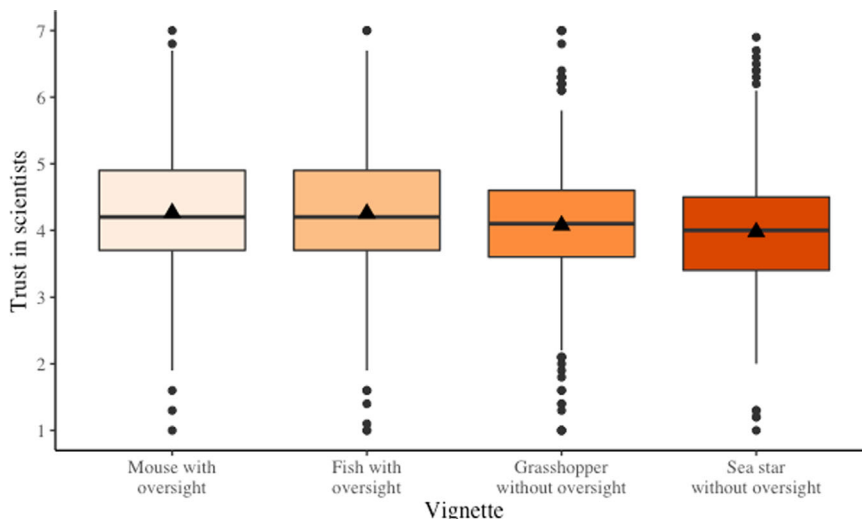 Trust in scientists
7
6
5
4
3
2
1
Mouse with
oversight
Fish with
oversight
Grasshopper
without oversight
Sea star
without oversight
Vignette